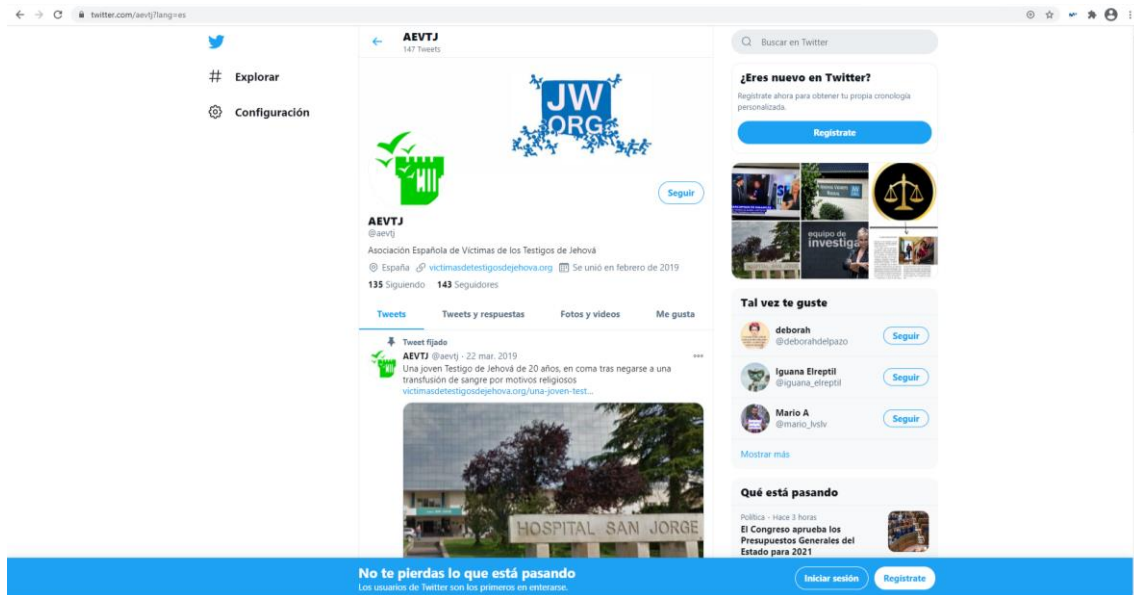 twitter.com/aevtj?lang=es
Explorar
Configuración
AEVTJ
147 Tweets
JW
.ORG
Seguir
AEVTJ
@aevtj
Asociación Española de Víctimas de los Testigos de Jehová
España victimasdetestigosdejehova.org Se unió en febrero de 2019
135 Siguiendo 143 Seguidores
Tweets Tweets y respuestas Fotos y videos Me gusta
Tweet fijado
AEVTJ @aevtj · 22 mar. 2019
Una joven Testigo de Jehová de 20 años, en coma tras negarse a una
transfusión de sangre por motivos religiosos
victimasdetestigosdejehova.org/una-joven-test...
HOSPITAL SAN JORGE
Buscar en Twitter
¿Eres nuevo en Twitter?
Regístrate ahora para obtener tu propia cronología
personalizada.
Regístrate
equipo de
investiga
HOSPITAL SAN JORGE
Tal vez te guste
deborah
@deborahdelpazo
Seguir
Iguana Elreptil
@iguana_elreptil
Seguir
Mario A
@mario_lvslv
Seguir
Mostrar más
Qué está pasando
Política · Hace 3 horas
El Congreso aprueba los
Presupuestos Generales del
Estado para 2021
No te pierdas lo que está pasando
Los usuarios de Twitter son los primeros en enterarse.
Iniciar sesión
Regístrate